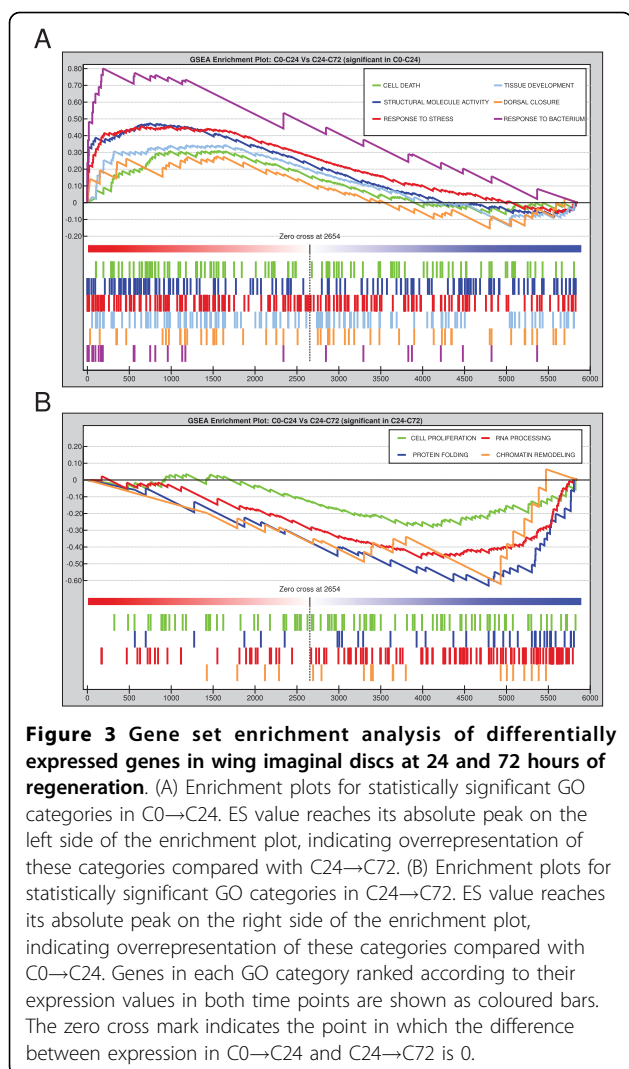 A
GSEA Enrichment Plot: C0-C24 Vs C24-C72 (significant in C0-C24)
0.80
0.70
0.60
0.50
0.40
0.30
0.20
0.10
0
-0.10
-0.20
CELL DEATH
TISSUE DEVELOPMENT
STRUCTURAL MOLECULE ACTIVITY
DORSAL CLOSURE
RESPONSE TO STRESS
RESPONSE TO BACTERIUM
Zero cross at 2654
0 500 1000 1500 2000 2500 3000 3500 4000 4500 5000 5500 6000
B
GSEA Enrichment Plot: C0-C24 Vs C24-C72 (significant in C24-C72)
0.20
0.10
0
-0.10
-0.20
-0.30
-0.40
-0.50
-0.60
CELL PROLIFERATION
RNA PROCESSING
PROTEIN FOLDING
CHROMATIN REMODELING
Zero cross at 2654
0 500 1000 1500 2000 2500 3000 3500 4000 4500 5000 5500 6000
Figure 3 Gene set enrichment analysis of differentially
expressed genes in wing imaginal discs at 24 and 72 hours of
regeneration. (A) Enrichment plots for statistically significant GO
categories in C0→C24. ES value reaches its absolute peak on the
left side of the enrichment plot, indicating overrepresentation of
these categories compared with C24→C72. (B) Enrichment plots for
statistically significant GO categories in C24→C72. ES value reaches
its absolute peak on the right side of the enrichment plot,
indicating overrepresentation of these categories compared with
C0→C24. Genes in each GO category ranked according to their
expression values in both time points are shown as coloured bars.
The zero cross mark indicates the point in which the difference
between expression in C0→C24 and C24→C72 is 0.